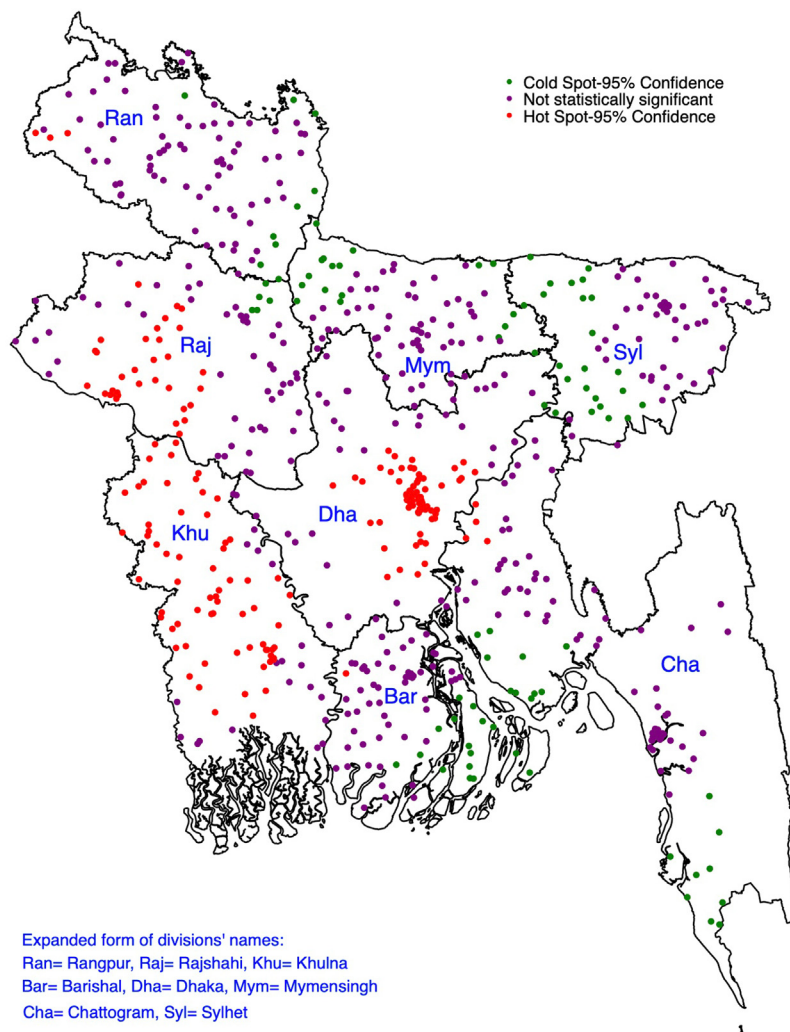 Cold Spot-95% Confidence
Not statistically significant
Hot Spot-95% Confidence
Ran
Raj
Mym
Syl
Khu
Dha
Cha
Bar
Expanded form of divisions' names:
Ran= Rangpur, Raj= Rajshahi, Khu= Khulna
Bar= Barishal, Dha= Dhaka, Mym= Mymensingh
Cha= Chattogram, Syl= Sylhet